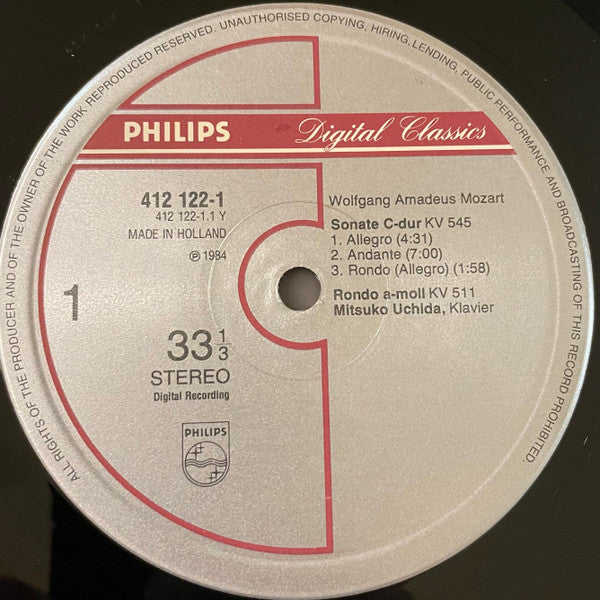 ALL RIGHTS OF THE PRODUCER AND OF THE OWNER OF THE WORK REPRODUCED RESERVED. UNAUTHORISED COPYING, HIRING, LENDING, PUBLIC PERFORMANCE AND BROADCASTING OF THIS RECORD PROHIBITED.
PHILIPS Digital Classics
412 122-1
412 122-1.1 Y
MADE IN HOLLAND
℗ 1984
1
33 1/3
STEREO
Digital Recording
PHILIPS
Wolfgang Amadeus Mozart
Sonate C-dur KV 545
1. Allegro (4:31)
2. Andante (7:00)
3. Rondo (Allegro) (1:58)
Rondo a-moll KV 511
Mitsuko Uchida, Klavier